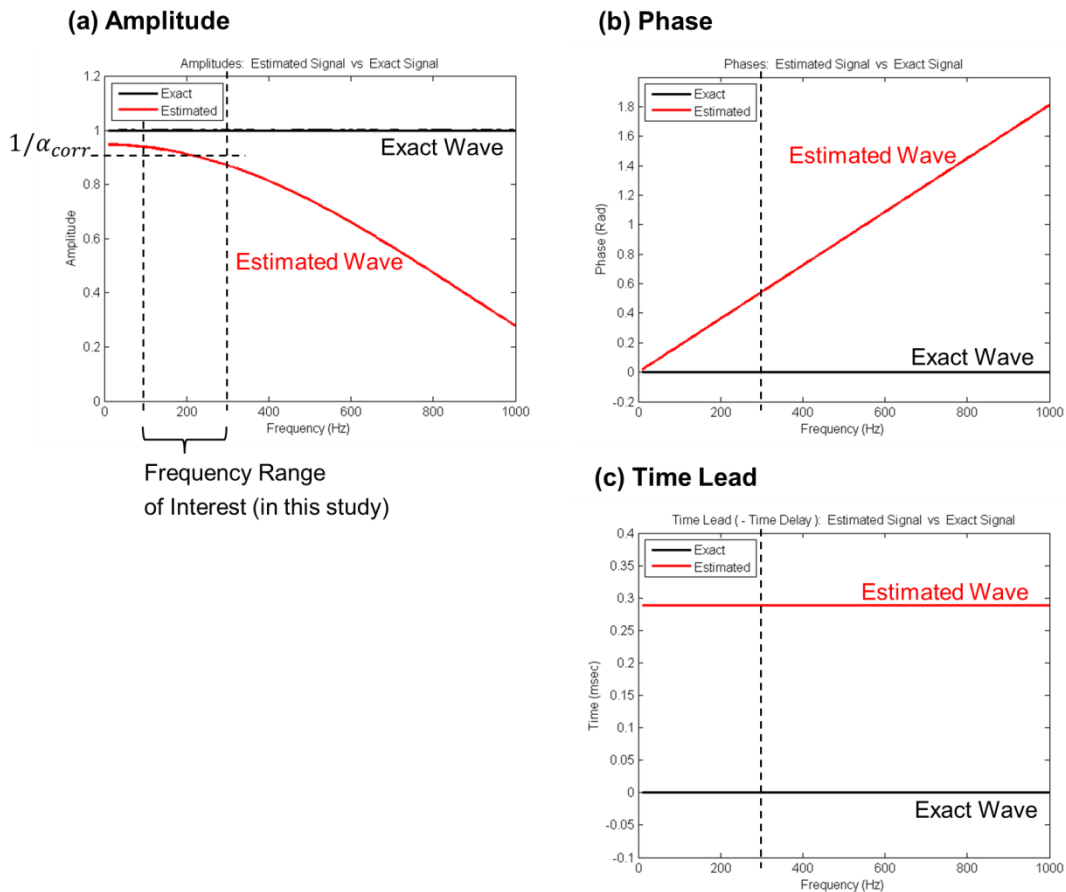 (a) Amplitude
Amplitudes: Estimated Signal vs Exact Signal
1.2
Exact
Estimated
1
Exact Wave
1/α_corr
0.8
Amplitude
0.6
Estimated Wave
0.4
0.2
0
0 200 400 600 800 1000
Frequency (Hz)
Frequency Range
of Interest (in this study)
(b) Phase
Phases: Estimated Signal vs Exact Signal
Exact
Estimated
1.8
1.6
Estimated Wave
1.4
1.2
1
Phase (Rad)
0.8
0.6
0.4
0.2
Exact Wave
0
-0.2
0 200 400 600 800 1000
Frequency (Hz)
(c) Time Lead
Time Lead ( - Time Delay ): Estimated Signal vs Exact Signal
0.4
Exact
Estimated
0.35
Estimated Wave
0.3
0.25
0.2
Time (msec)
0.15
0.1
0.05
0
Exact Wave
-0.05
-0.1
0 200 400 600 800 1000
Frequency (Hz)